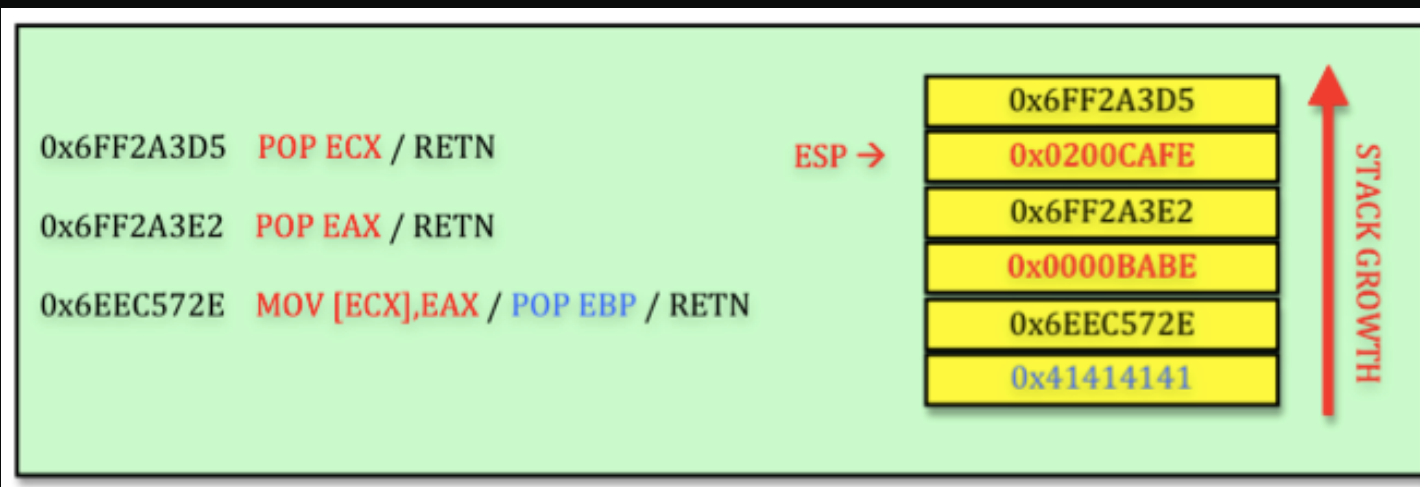 0x6FF2A3D5 POP ECX / RETN
0x6FF2A3E2 POP EAX / RETN
0x6EEC572E MOV [ECX],EAX / POP EBP / RETN
ESP →
0x6FF2A3D5
0x0200CAFE
0x6FF2A3E2
0x0000BABE
0x6EEC572E
0x41414141
STACK GROWTH